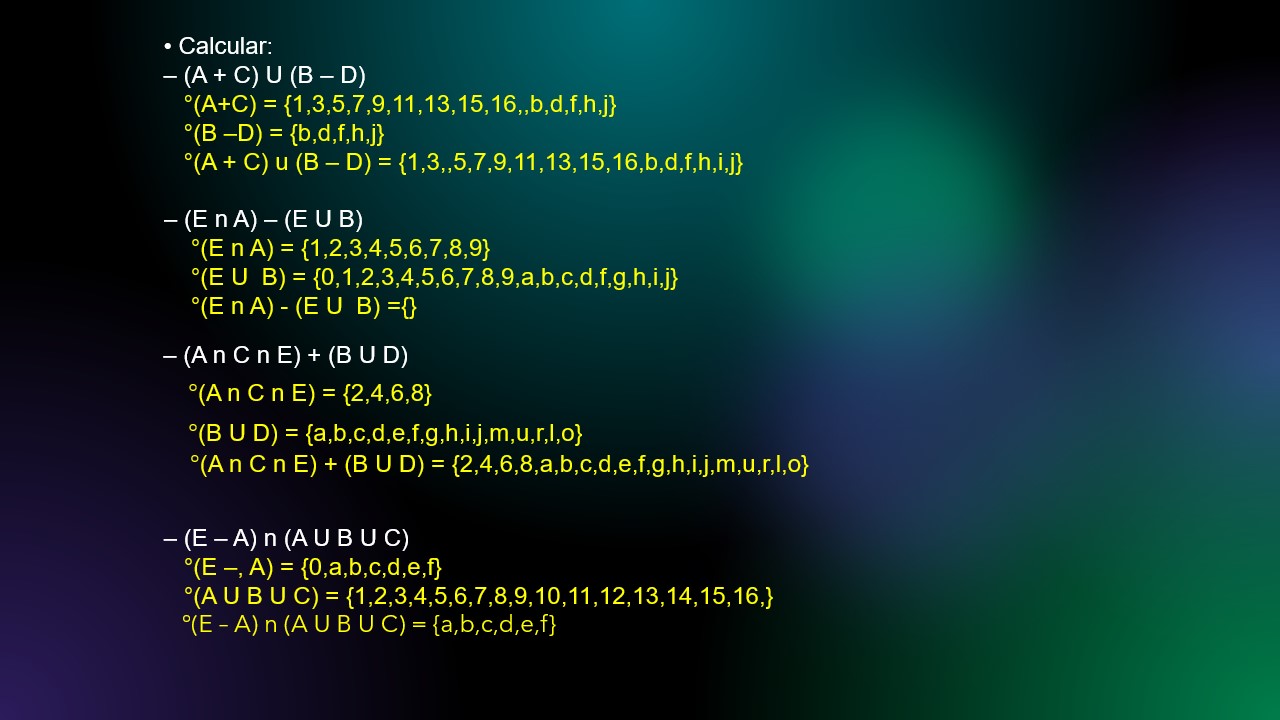 • Calcular:
– (A + C) U (B – D)
°(A+C) = {1,3,5,7,9,11,13,15,16,,b,d,f,h,j}
°(B –D) = {b,d,f,h,j}
°(A + C) u (B – D) = {1,3,,5,7,9,11,13,15,16,b,d,f,h,i,j}
– (E n A) – (E U B)
°(E n A) = {1,2,3,4,5,6,7,8,9}
°(E U  B) = {0,1,2,3,4,5,6,7,8,9,a,b,c,d,f,g,h,i,j}
°(E n A) - (E U  B) ={}
– (A n C n E) + (B U D)
°(A n C n E) = {2,4,6,8}
°(B U D) = {a,b,c,d,e,f,g,h,i,j,m,u,r,l,o}
°(A n C n E) + (B U D) = {2,4,6,8,a,b,c,d,e,f,g,h,i,j,m,u,r,l,o}
– (E – A) n (A U B U C)
°(E –, A) = {0,a,b,c,d,e,f}
°(A U B U C) = {1,2,3,4,5,6,7,8,9,10,11,12,13,14,15,16,}
°(E – A) n (A U B U C) = {a,b,c,d,e,f}